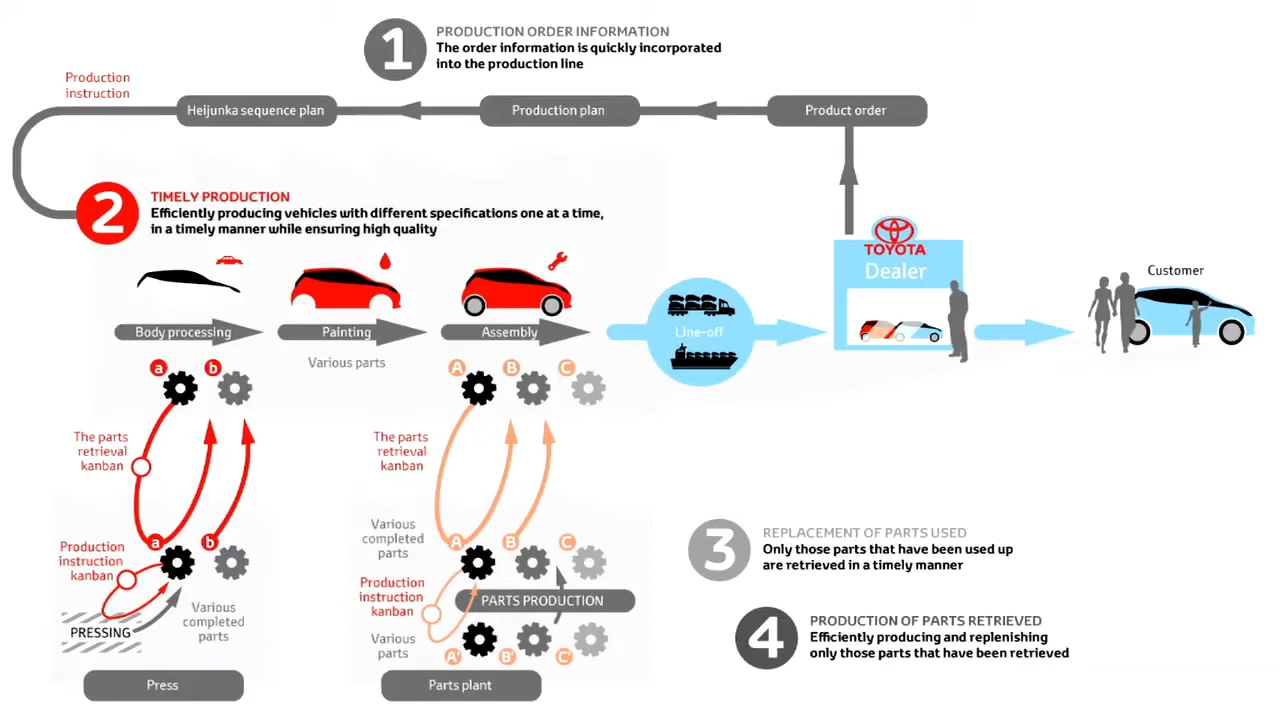 1
PRODUCTION ORDER INFORMATION
The order information is quickly incorporated
into the production line
Production
instruction
Heijunka sequence plan
Production plan
Product order
2
TIMELY PRODUCTION
Efficiently producing vehicles with different specifications one at a time,
in a timely manner while ensuring high quality
TOYOTA
Dealer
Customer
Body processing
Painting
Assembly
Line-off
Various parts
a
b
A
B
C
The parts
retrieval
kanban
The parts
retrieval
kanban
Various
completed
parts
a
b
A
B
C
Production
instruction
kanban
Production
instruction
kanban
PARTS PRODUCTION
PRESSING
Various
completed
parts
Various
parts
A'
B'
C'
Press
Parts plant
3
REPLACEMENT OF PARTS USED
Only those parts that have been used up
are retrieved in a timely manner
4
PRODUCTION OF PARTS RETRIEVED
Efficiently producing and replenishing
only those parts that have been retrieved